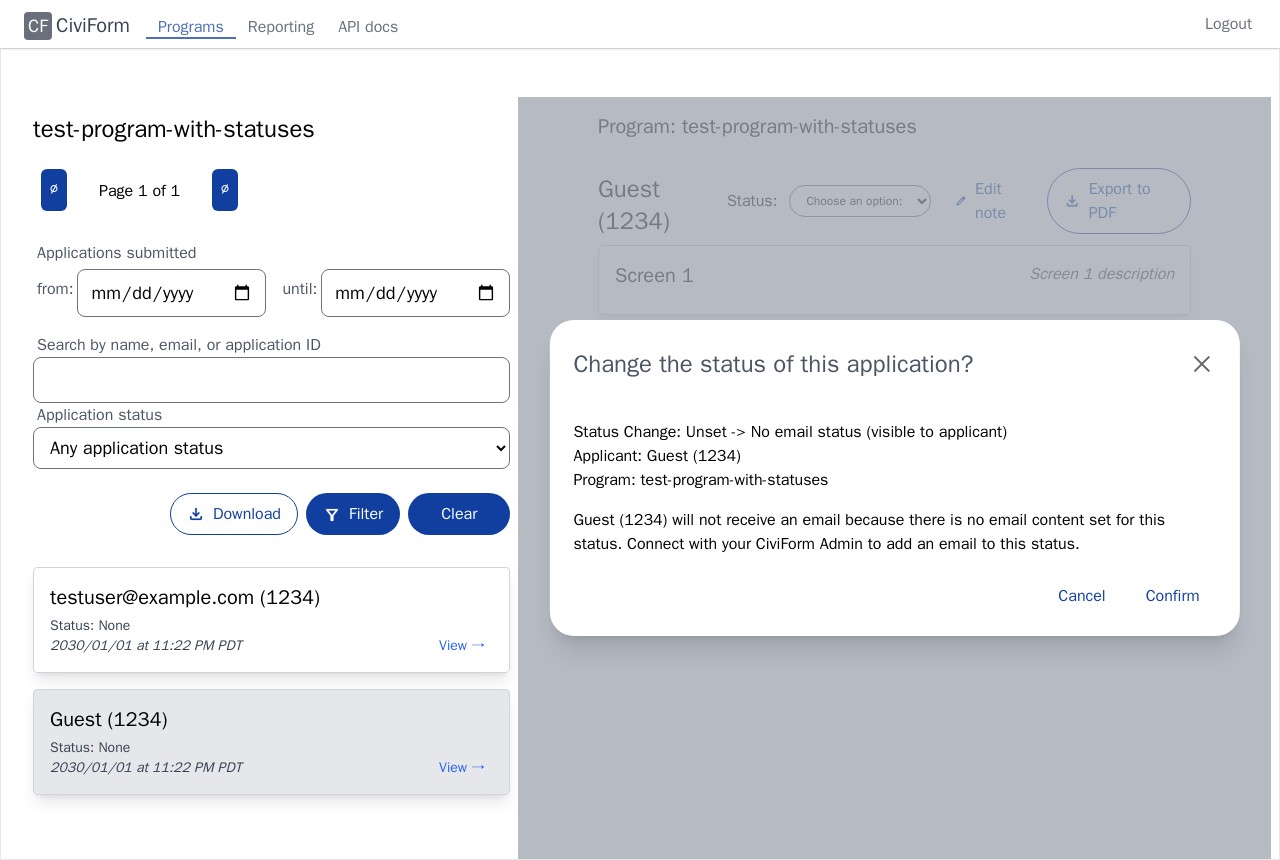 CF CiviForm Programs Reporting API docs Logout
test-program-with-statuses
Page 1 of 1
Applications submitted
from: mm/dd/yyyy until: mm/dd/yyyy
Search by name, email, or application ID
Application status
Any application status
Download Filter Clear
testuser@example.com (1234)
Status: None
2030/01/01 at 11:22 PM PDT View →
Guest (1234)
Status: None
2030/01/01 at 11:22 PM PDT View →
Program: test-program-with-statuses
Guest
(1234)
Status: Choose an option:
Edit
note
Export to
PDF
Screen 1 Screen 1 description
Change the status of this application?
Status Change: Unset -> No email status (visible to applicant)
Applicant: Guest (1234)
Program: test-program-with-statuses
Guest (1234) will not receive an email because there is no email content set for this
status. Connect with your CiviForm Admin to add an email to this status.
Cancel Confirm